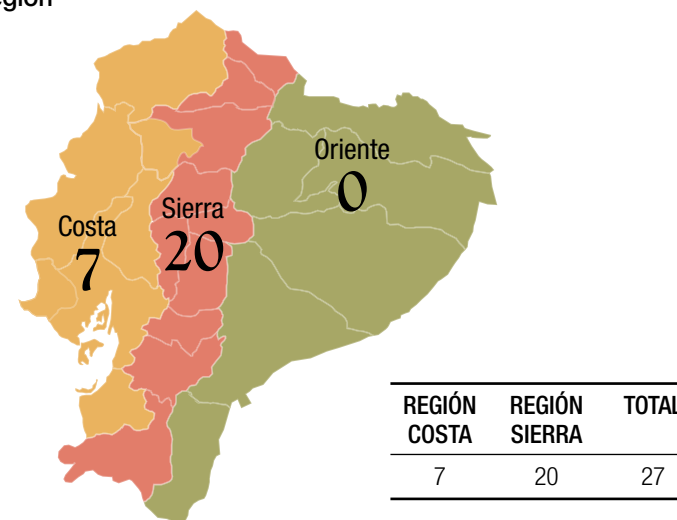 Oriente
0
Sierra
20
Costa
7
REGIÓN COSTA
REGIÓN SIERRA
TOTAL
7
20
27